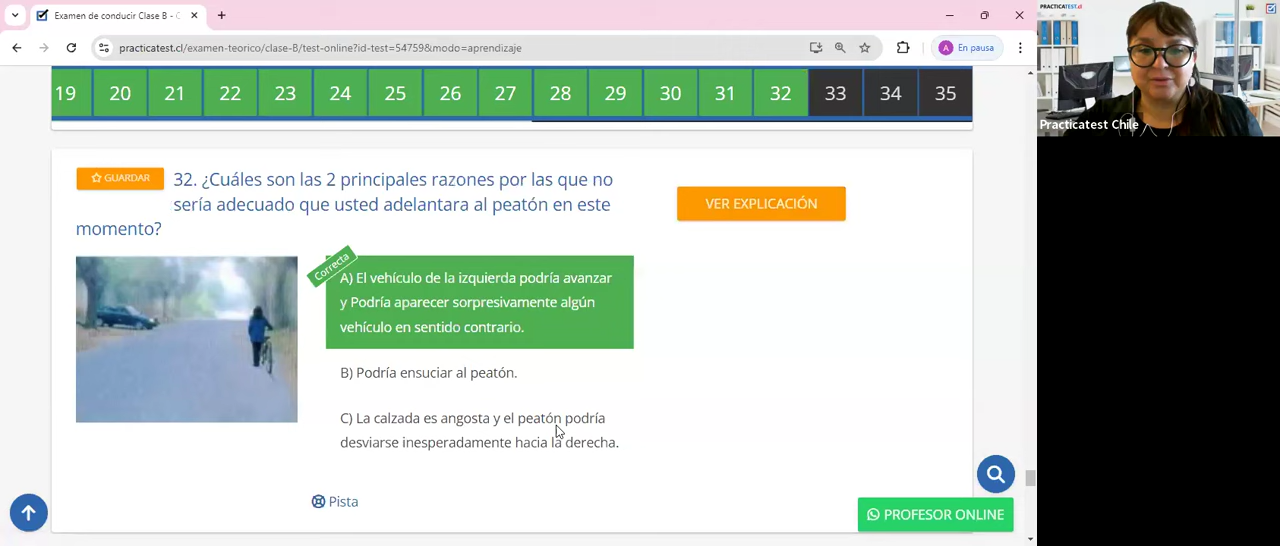 Examen de conducir Clase B - C
practicatest.cl/examen-teorico/clase-B/test-online?id-test=54759&modo=aprendizaje
A En pausa
19 20 21 22 23 24 25 26 27 28 29 30 31 32 33 34 35
GUARDAR
32. ¿Cuáles son las 2 principales razones por las que no
sería adecuado que usted adelantara al peatón en este
momento?
VER EXPLICACIÓN
Correcta
A) El vehículo de la izquierda podría avanzar
y Podría aparecer sorpresivamente algún
vehículo en sentido contrario.
B) Podría ensuciar al peatón.
C) La calzada es angosta y el peatón podría
desviarse inesperadamente hacia la derecha.
Pista
PROFESOR ONLINE
PRACTICATEST.cl
Practicatest Chile